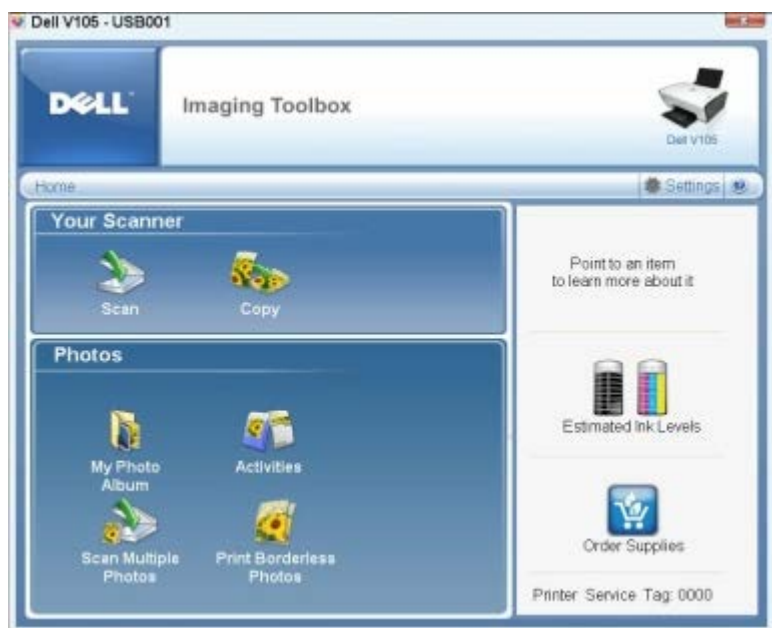 Dell V105 - USB001
DELL
Imaging Toolbox
Dell V105
Home
Settings
?
Your Scanner
Scan
Copy
Point to an item
to learn more about it
Photos
My Photo
Album
Activities
Scan Multiple
Photos
Print Borderless
Photos
Estimated Ink Levels
Order Supplies
Printer Service Tag: 0000